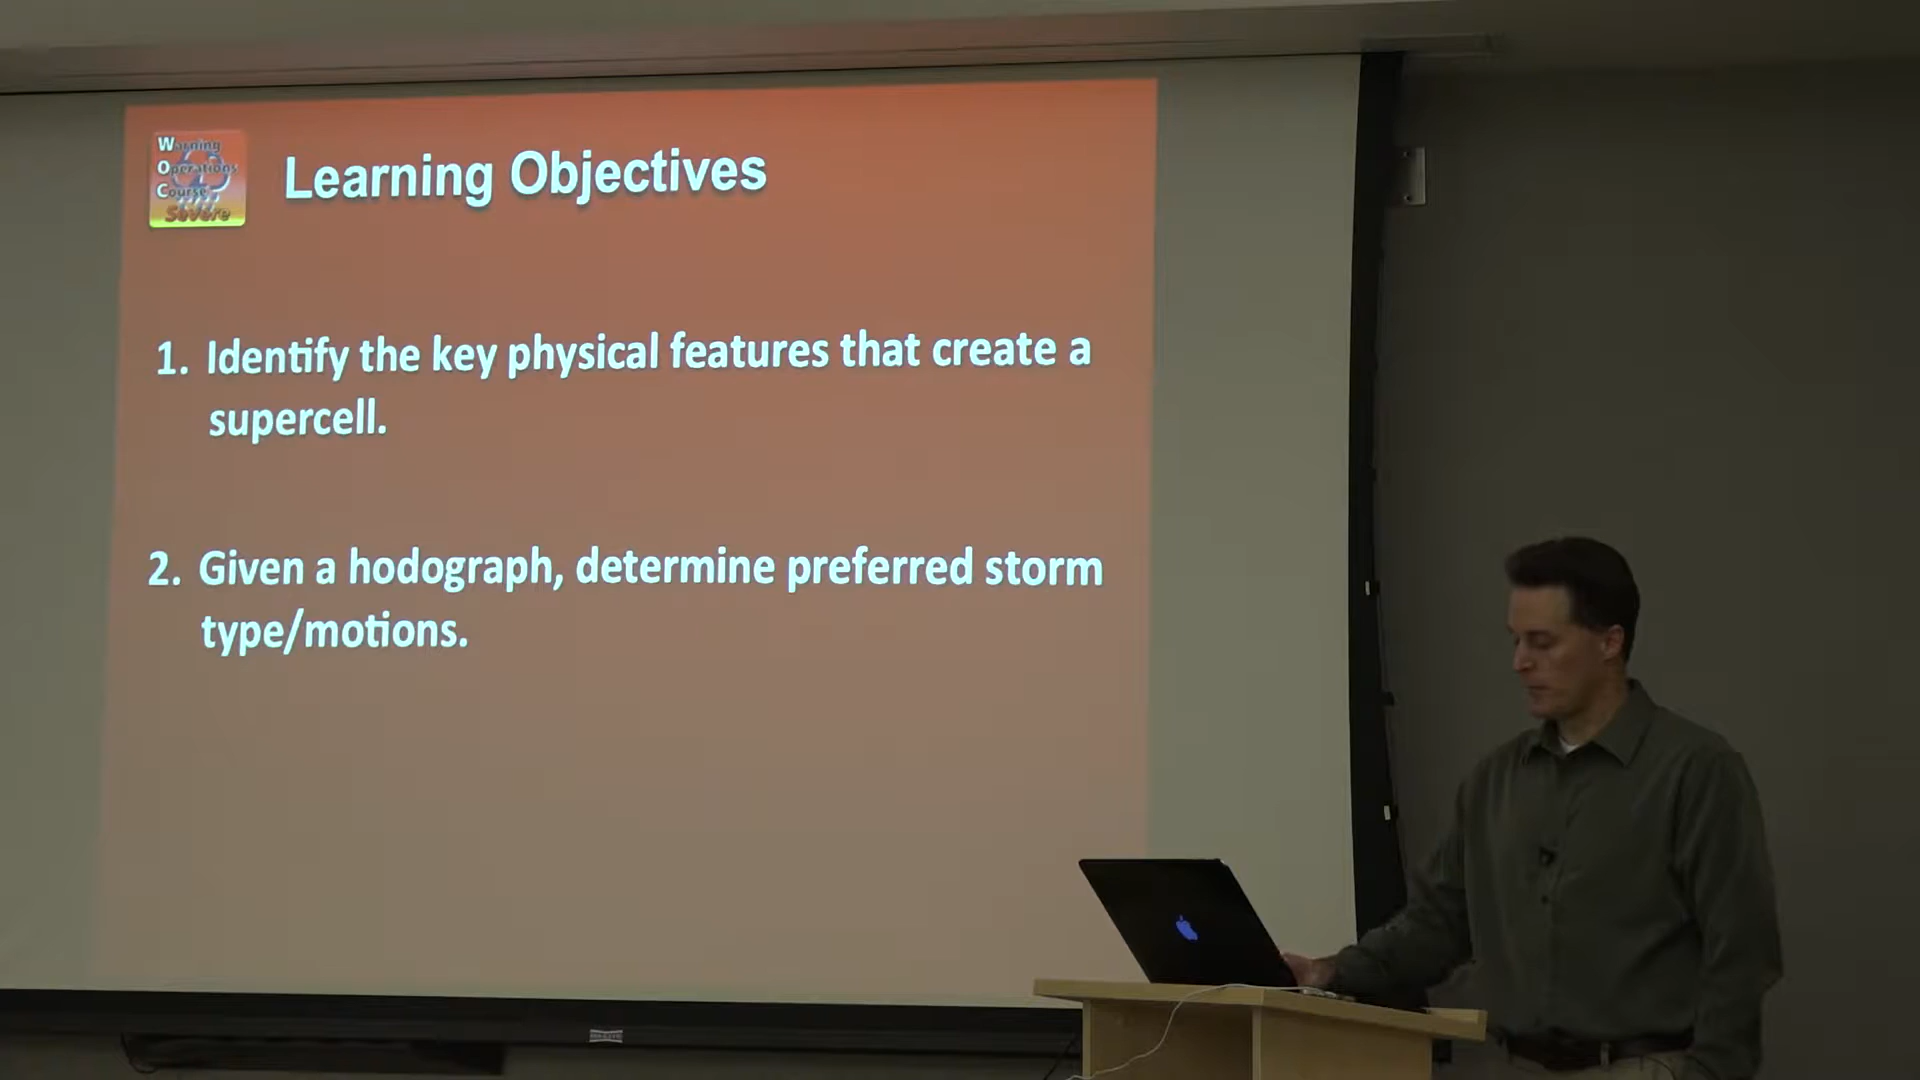 Warning
Operations
Course
Severe
Learning Objectives
1. Identify the key physical features that create a
supercell.
2. Given a hodograph, determine preferred storm
type/motions.